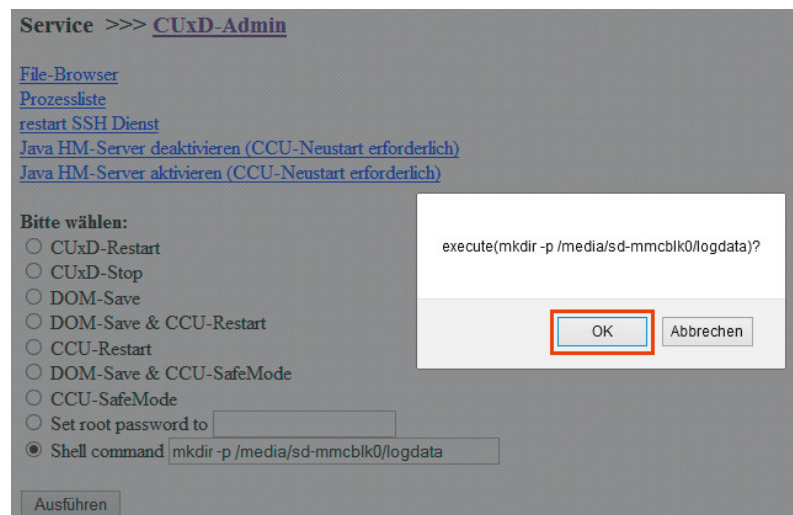 Service >>> CUxD-Admin
File-Browser
Prozessliste
restart SSH Dienst
Java HM-Server deaktivieren (CCU-Neustart erforderlich)
Java HM-Server aktivieren (CCU-Neustart erforderlich)
Bitte wählen:
CUxD-Restart
CUxD-Stop
DOM-Save
DOM-Save & CCU-Restart
CCU-Restart
DOM-Save & CCU-SafeMode
CCU-SafeMode
Set root password to
Shell command mkdir -p /media/sd-mmcblk0/logdata
Ausführen
execute(mkdir -p /media/sd-mmcblk0/logdata)?
OK Abbrechen